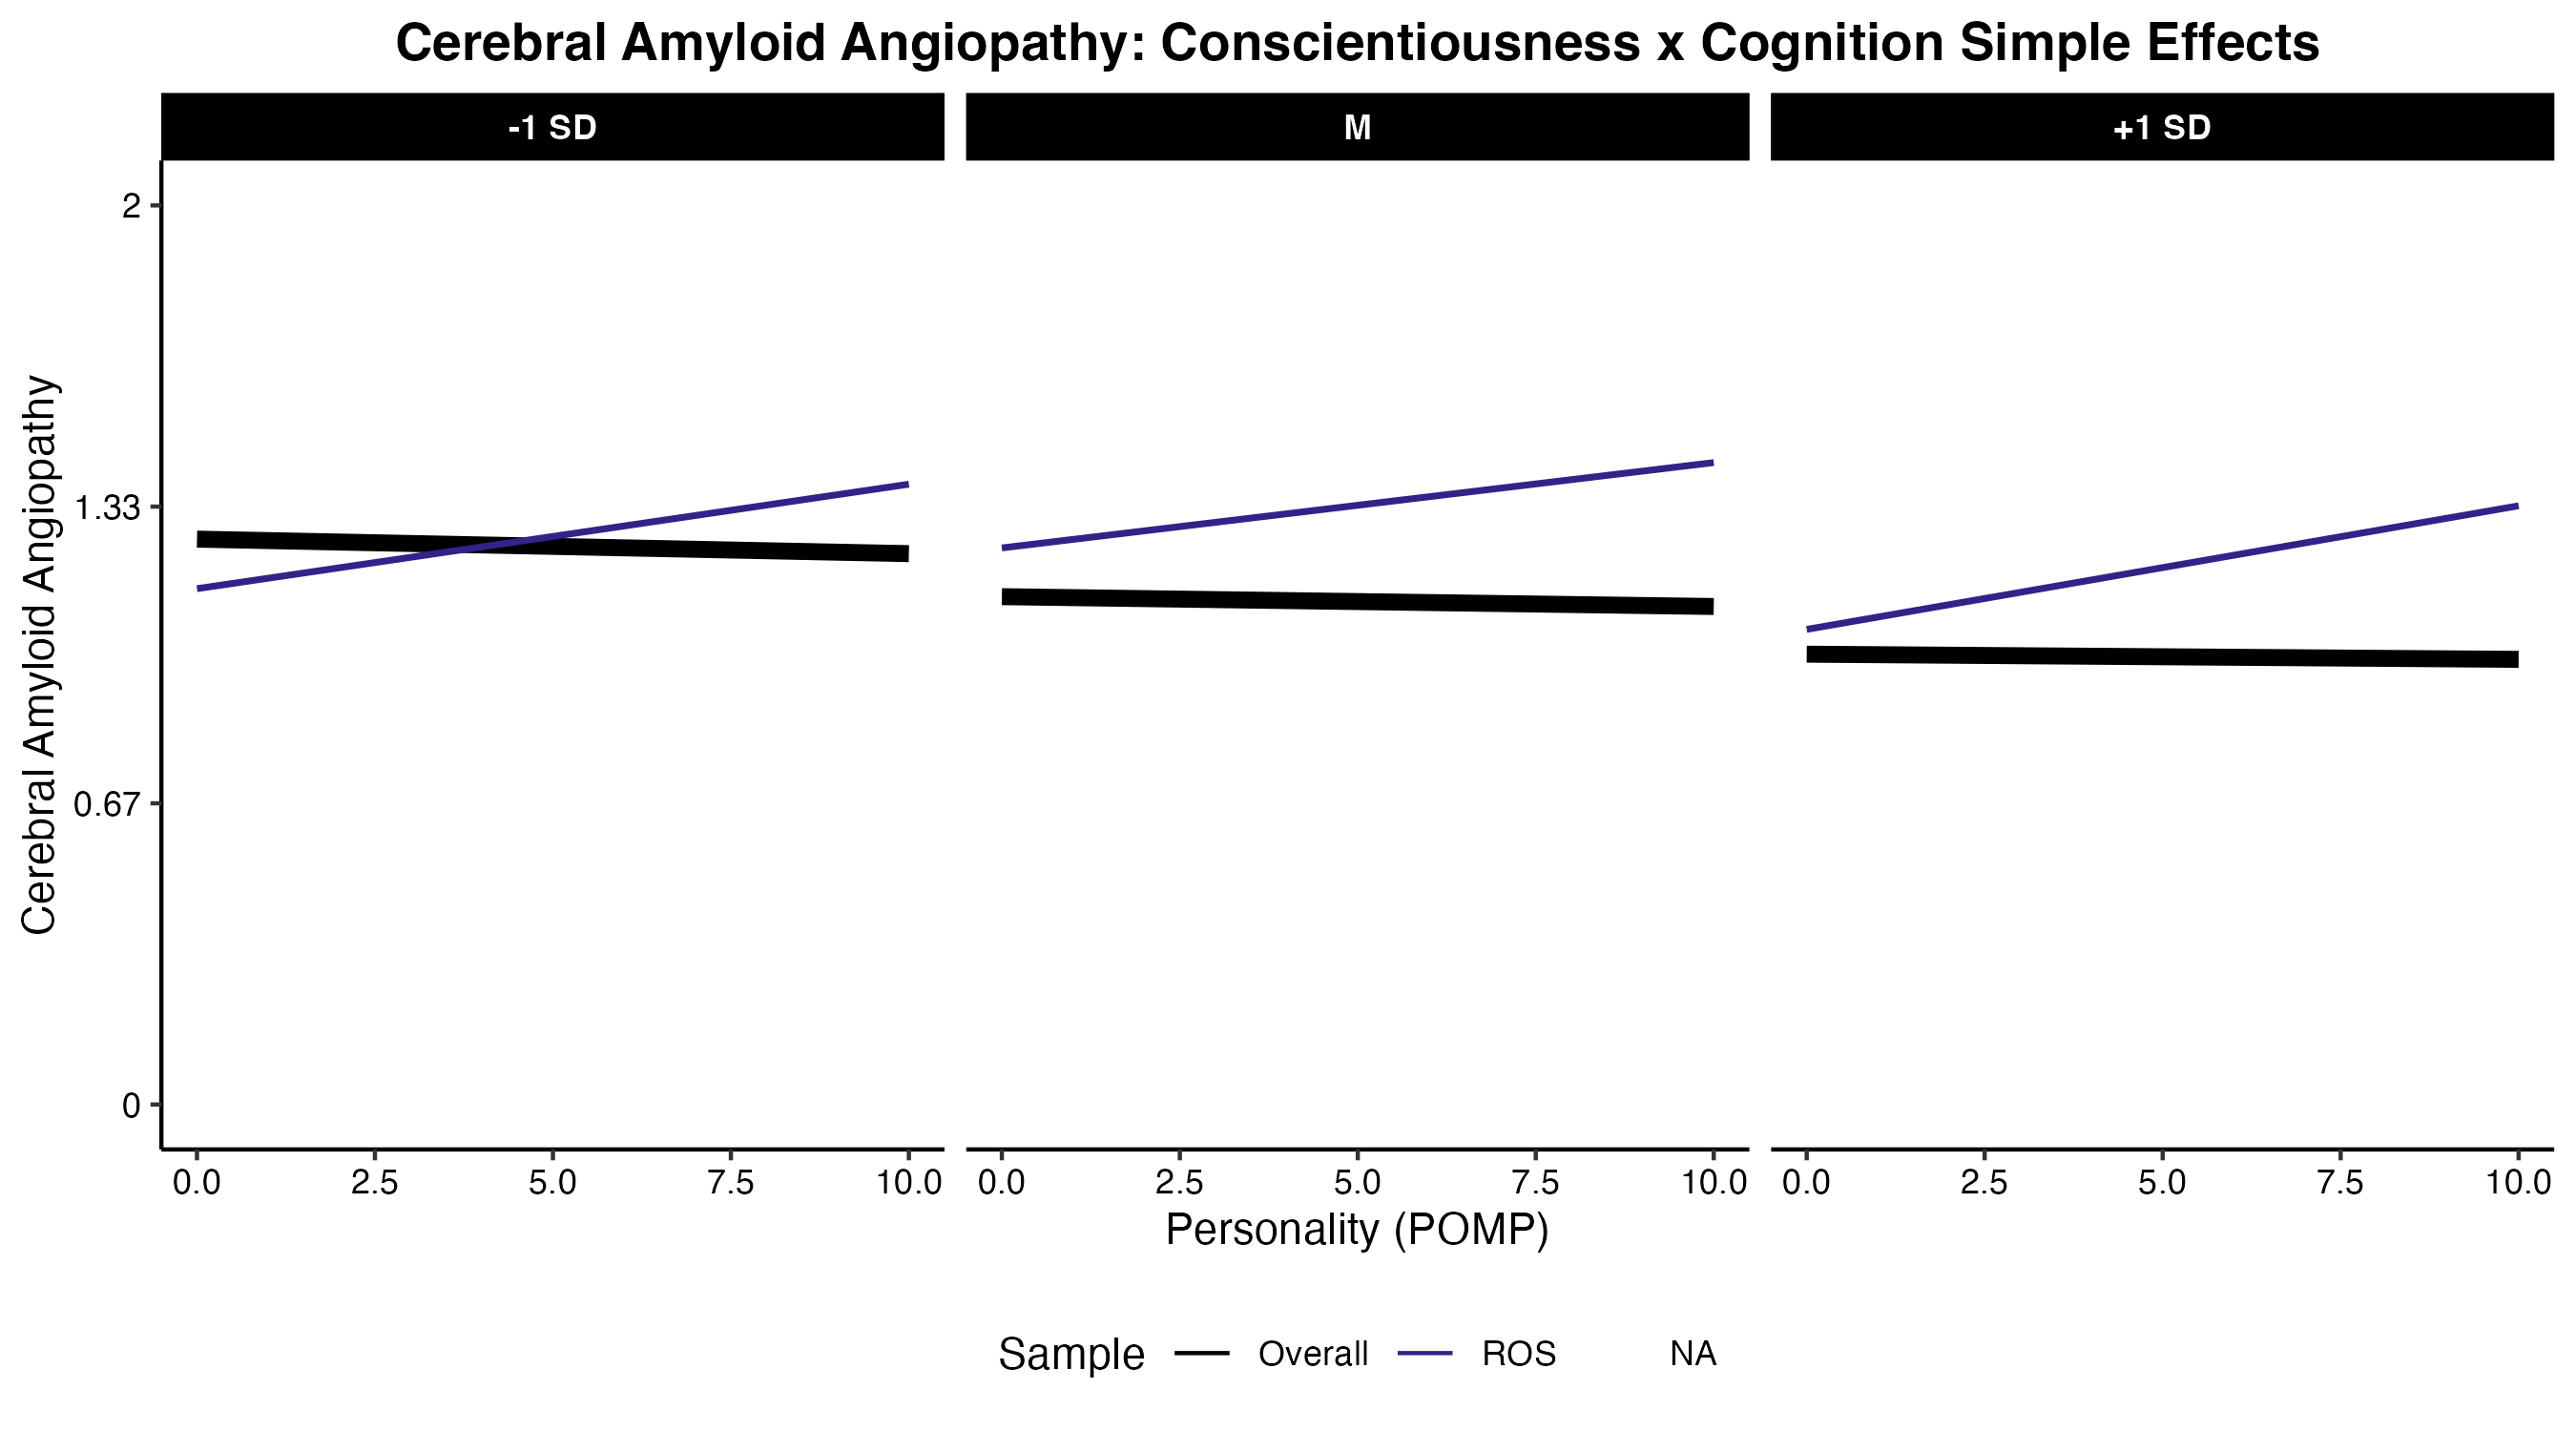 Cerebral Amyloid Angiopathy: Conscientiousness x Cognition Simple Effects
-1 SD
M
+1 SD
Cerebral Amyloid Angiopathy
2
1.33
0.67
0
0.0 2.5 5.0 7.5 10.0
0.0 2.5 5.0 7.5 10.0
0.0 2.5 5.0 7.5 10.0
Personality (POMP)
Sample Overall ROS NA